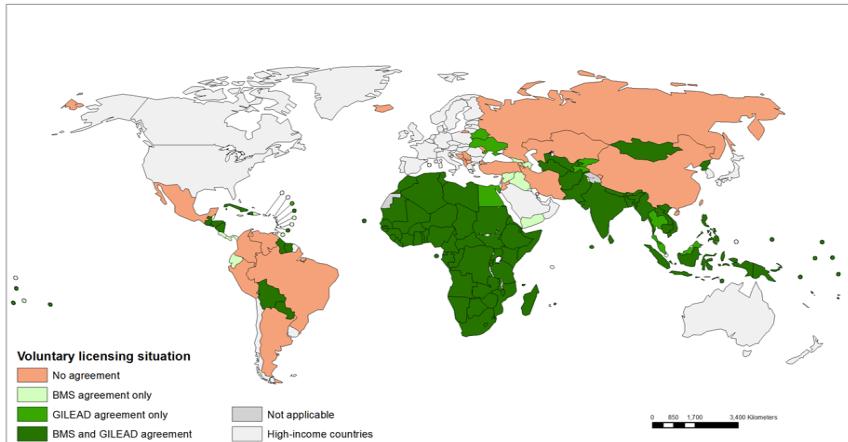 Voluntary licensing situation
No agreement
BMS agreement only
GILEAD agreement only
BMS and GILEAD agreement
Not applicable
High-income countries
0 850 1,700 3,400 Kilometers